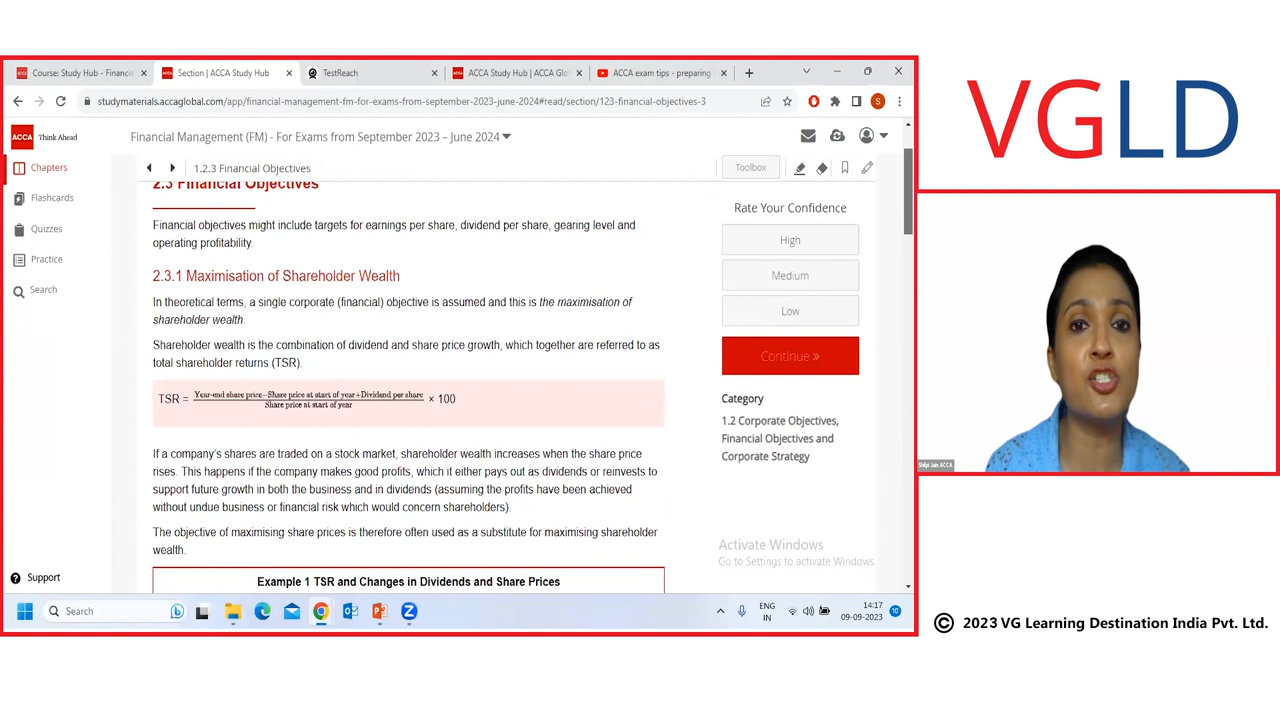 Course: Study Hub - Financia
Section | ACCA Study Hub
TestReach
ACCA Study Hub | ACCA Glo
ACCA exam tips - preparing
studymaterials.accaglobal.com/app/financial-management-fm-for-exams-from-september-2023-june-2024#read/section/123-financial-objectives-3
S
ACCA Think Ahead
Financial Management (FM) - For Exams from September 2023 – June 2024
Chapters
Flashcards
Quizzes
Practice
Search
Support
1.2.3 Financial Objectives
Toolbox
2.3 Financial Objectives
Financial objectives might include targets for earnings per share, dividend per share, gearing level and
operating profitability.
2.3.1 Maximisation of Shareholder Wealth
In theoretical terms, a single corporate (financial) objective is assumed and this is the maximisation of
shareholder wealth.
Shareholder wealth is the combination of dividend and share price growth, which together are referred to as
total shareholder returns (TSR).
TSR = Year-end share price−Share price at start of year+Dividend per share
Share price at start of year × 100
If a company's shares are traded on a stock market, shareholder wealth increases when the share price
rises. This happens if the company makes good profits, which it either pays out as dividends or reinvests to
support future growth in both the business and in dividends (assuming the profits have been achieved
without undue business or financial risk which would concern shareholders).
The objective of maximising share prices is therefore often used as a substitute for maximising shareholder
wealth.
Example 1 TSR and Changes in Dividends and Share Prices
Rate Your Confidence
High
Medium
Low
Continue »
Category
1.2 Corporate Objectives,
Financial Objectives and
Corporate Strategy
Activate Windows
Go to Settings to activate Windows.
Search
ENG
IN
14:17
09-09-2023
10
VGLD
Shilpi Jain ACCA
© 2023 VG Learning Destination India Pvt. Ltd.